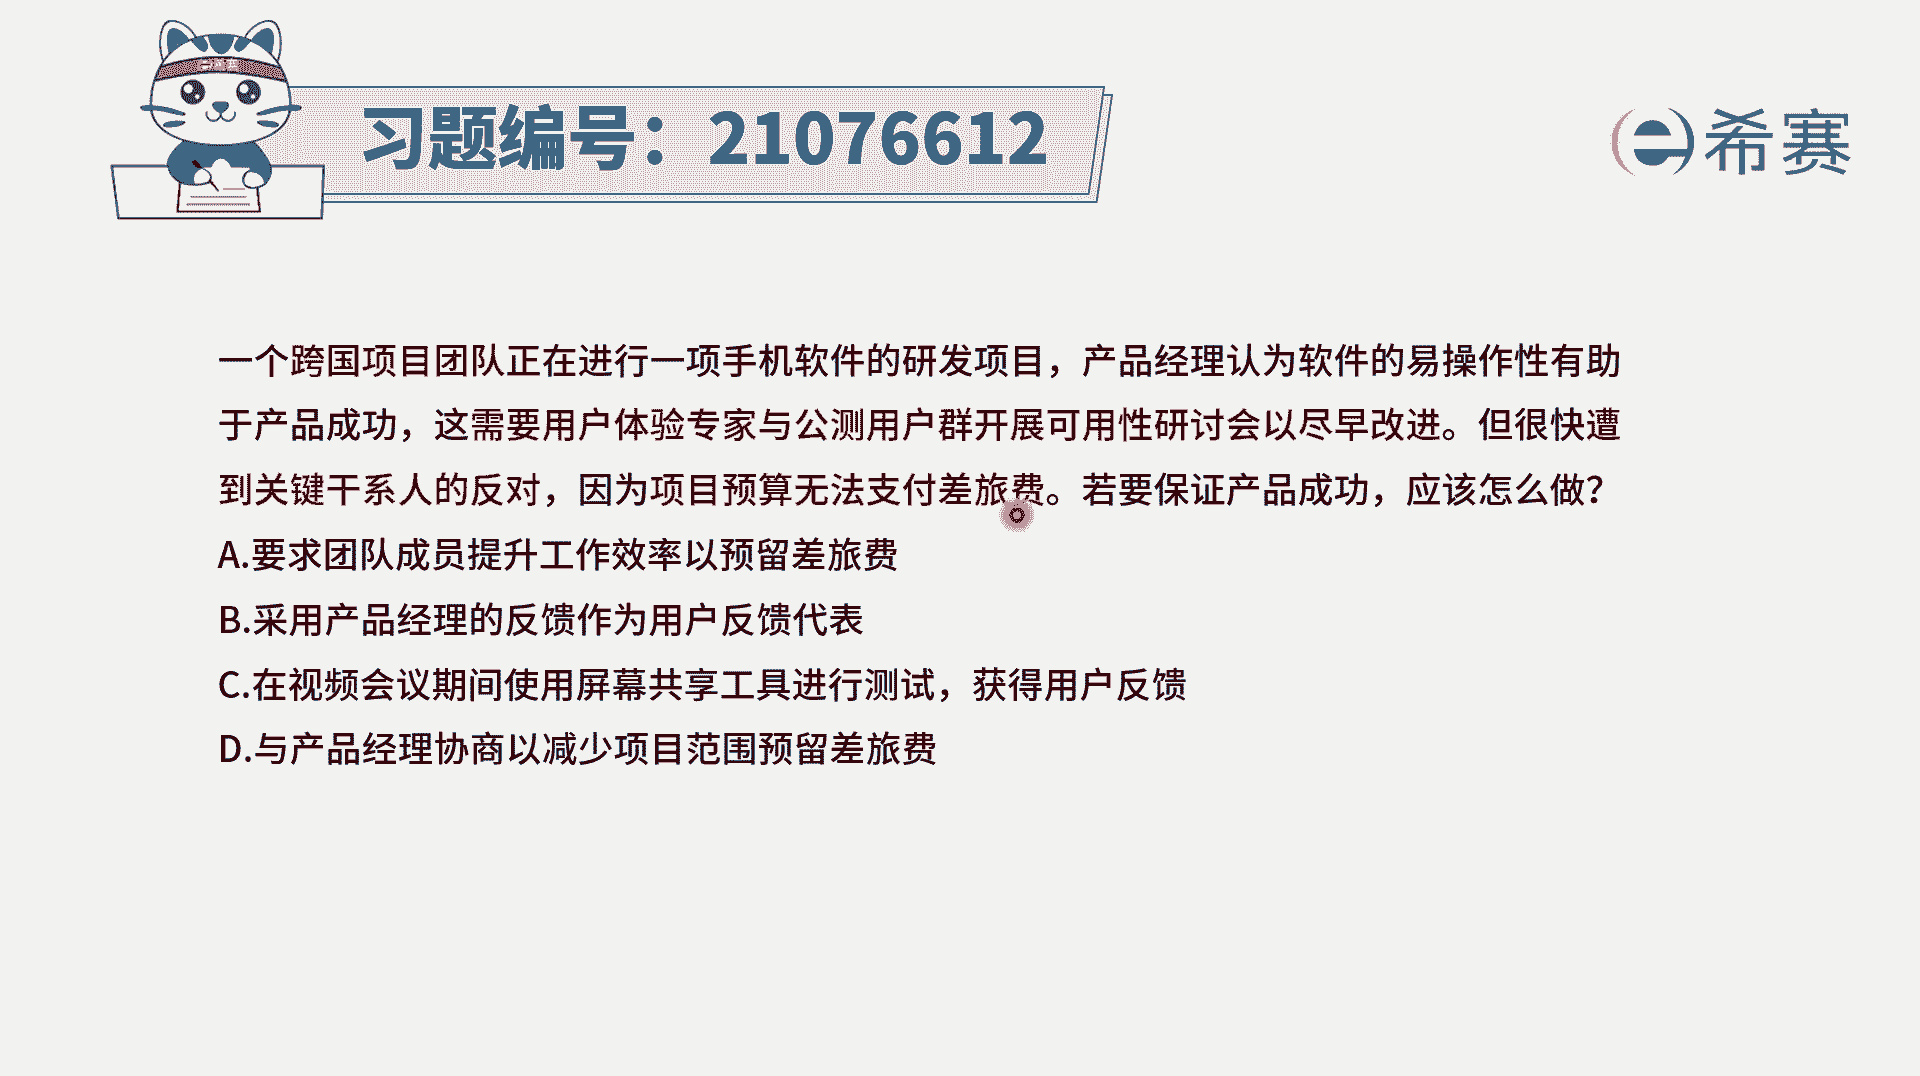 习题编号：21076612
希赛
一个跨国项目团队正在进行一项手机软件的研发项目，产品经理认为软件的易操作性有助
于产品成功，这需要用户体验专家与公测用户群开展可用性研讨会以尽早改进。但很快遭
到关键干系人的反对，因为项目预算无法支付差旅费。若要保证产品成功，应该怎么做？
A.要求团队成员提升工作效率以预留差旅费
B.采用产品经理的反馈作为用户反馈代表
C.在视频会议期间使用屏幕共享工具进行测试，获得用户反馈
D.与产品经理协商以减少项目范围预留差旅费